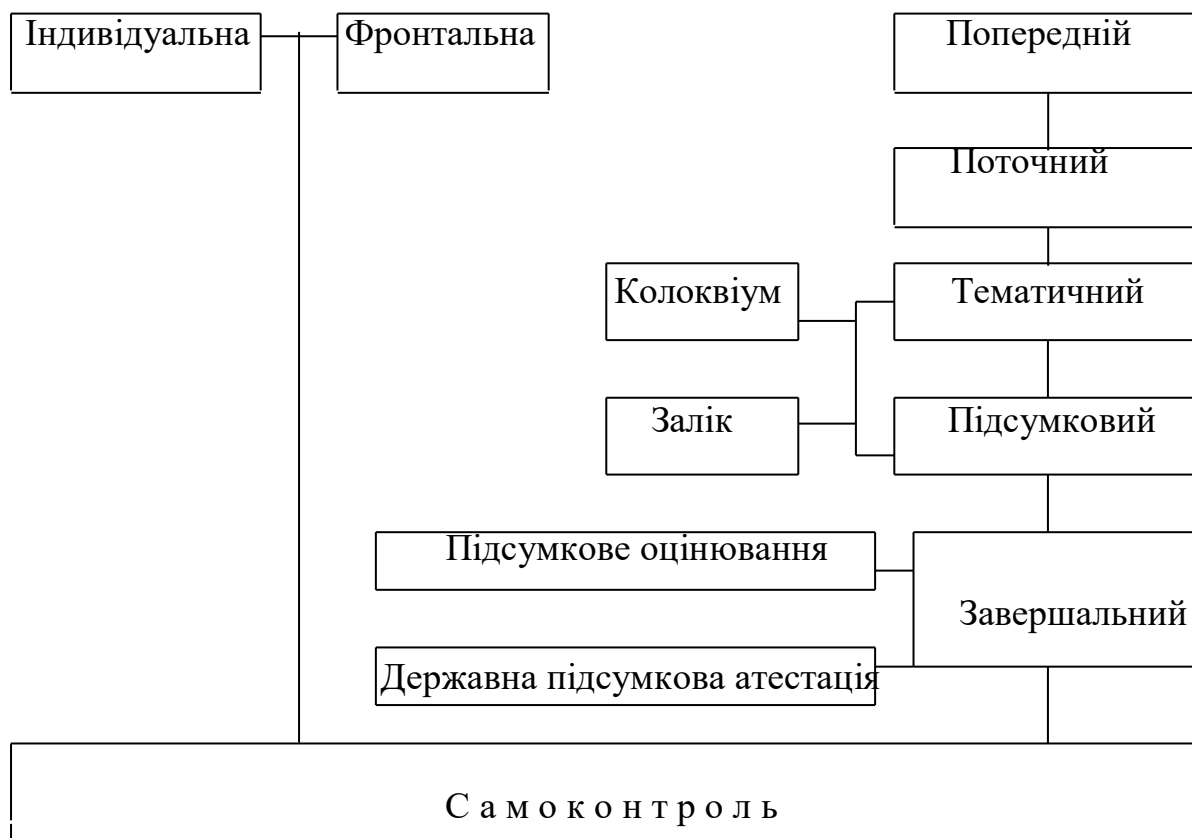 Індивідуальна Фронтальна Попередній
Поточний
Колоквіум Тематичний
Залік Підсумковий
Підсумкове оцінювання
Завершальний
Державна підсумкова атестація
С а м о к о н т р о л ь